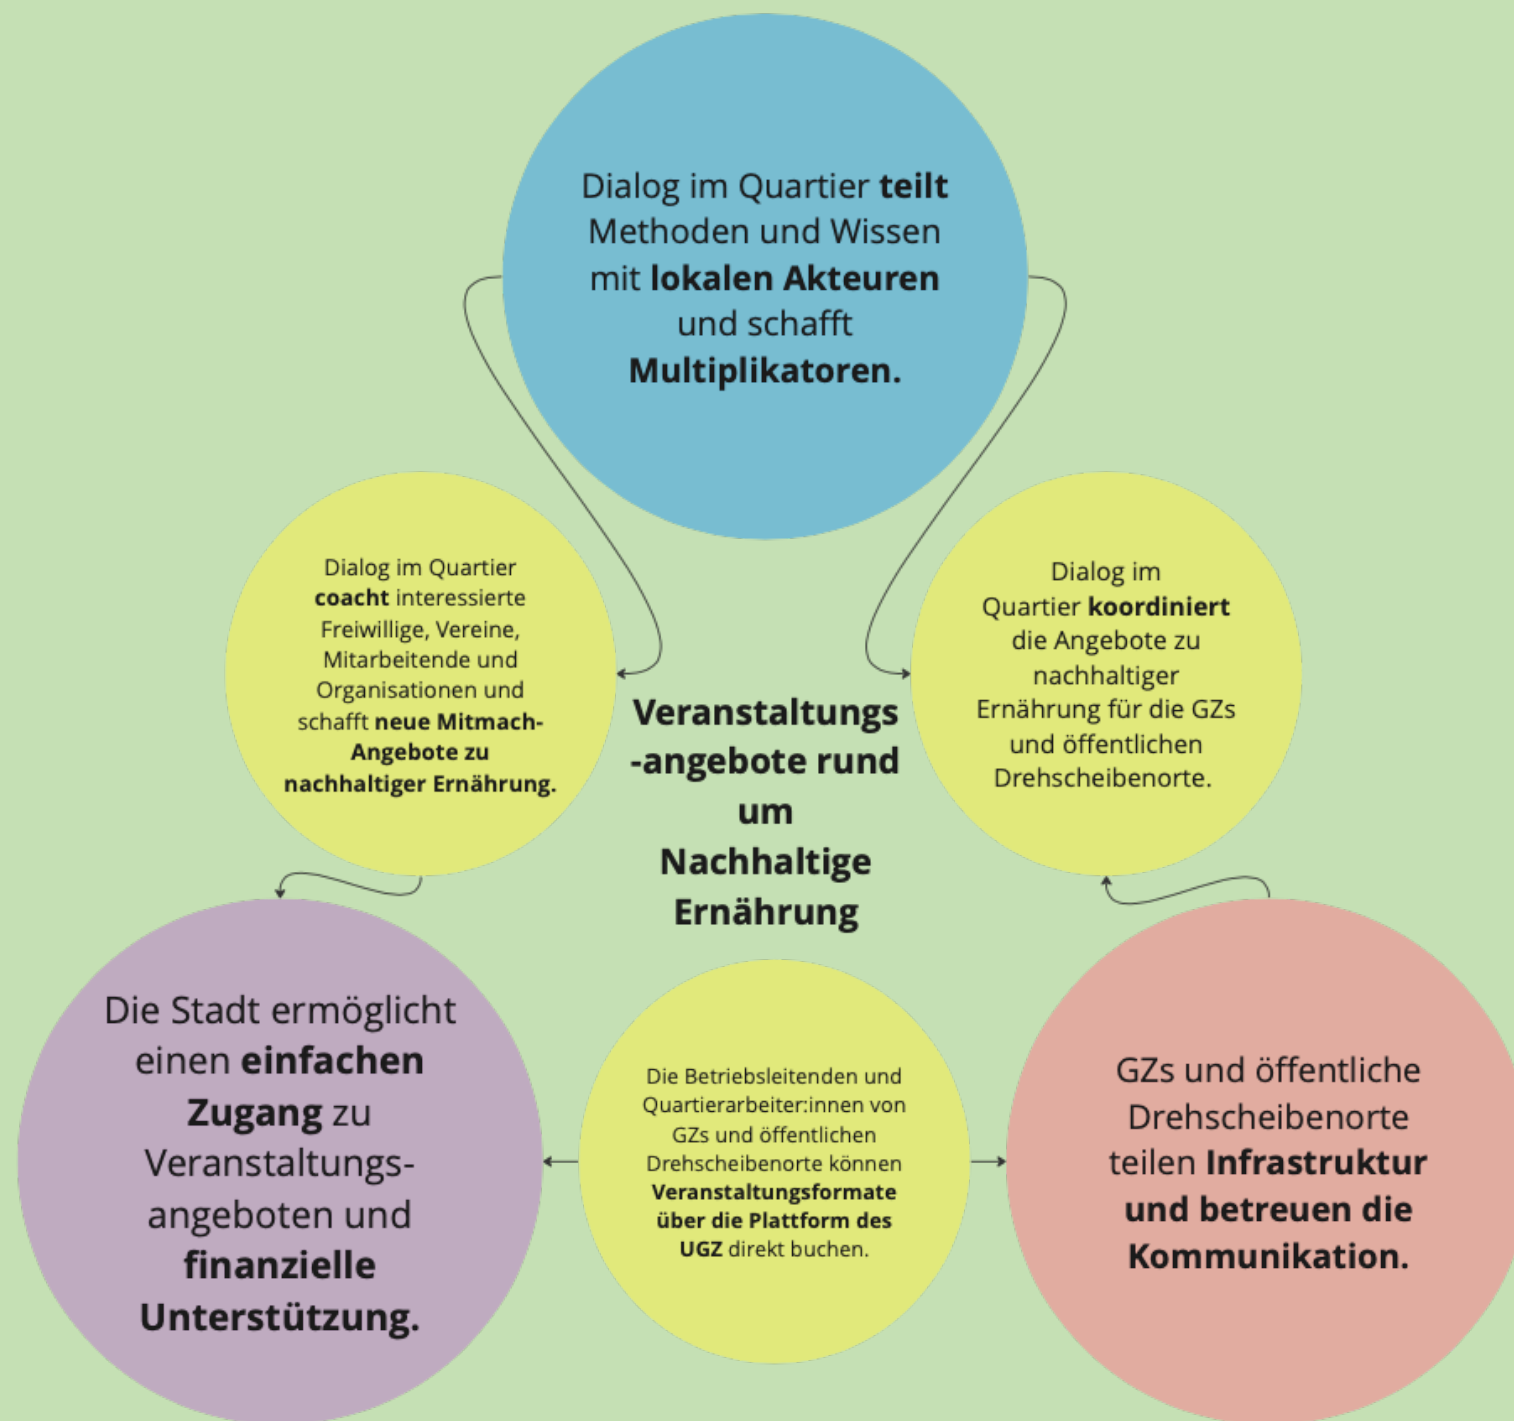 Dialog im Quartier teilt
Methoden und Wissen
mit lokalen Akteuren
und schafft
Multiplikatoren.
Dialog im Quartier
coacht interessierte
Freiwillige, Vereine,
Mitarbeitende und
Organisationen und
schafft neue Mitmach-
Angebote zu
nachhaltiger Ernährung.
Dialog im
Quartier koordiniert
die Angebote zu
nachhaltiger
Ernährung für die GZs
und öffentlichen
Drehscheibenorte.
Veranstaltungs
-angebote rund
um
Nachhaltige
Ernährung
Die Stadt ermöglicht
einen einfachen
Zugang zu
Veranstaltungs-
angeboten und
finanzielle
Unterstützung.
Die Betriebsleitenden und
Quartierarbeiter:innen von
GZs und öffentlichen
Drehscheibenorte können
Veranstaltungsformate
über die Plattform des
UGZ direkt buchen.
GZs und öffentliche
Drehscheibenorte
teilen Infrastruktur
und betreuen die
Kommunikation.